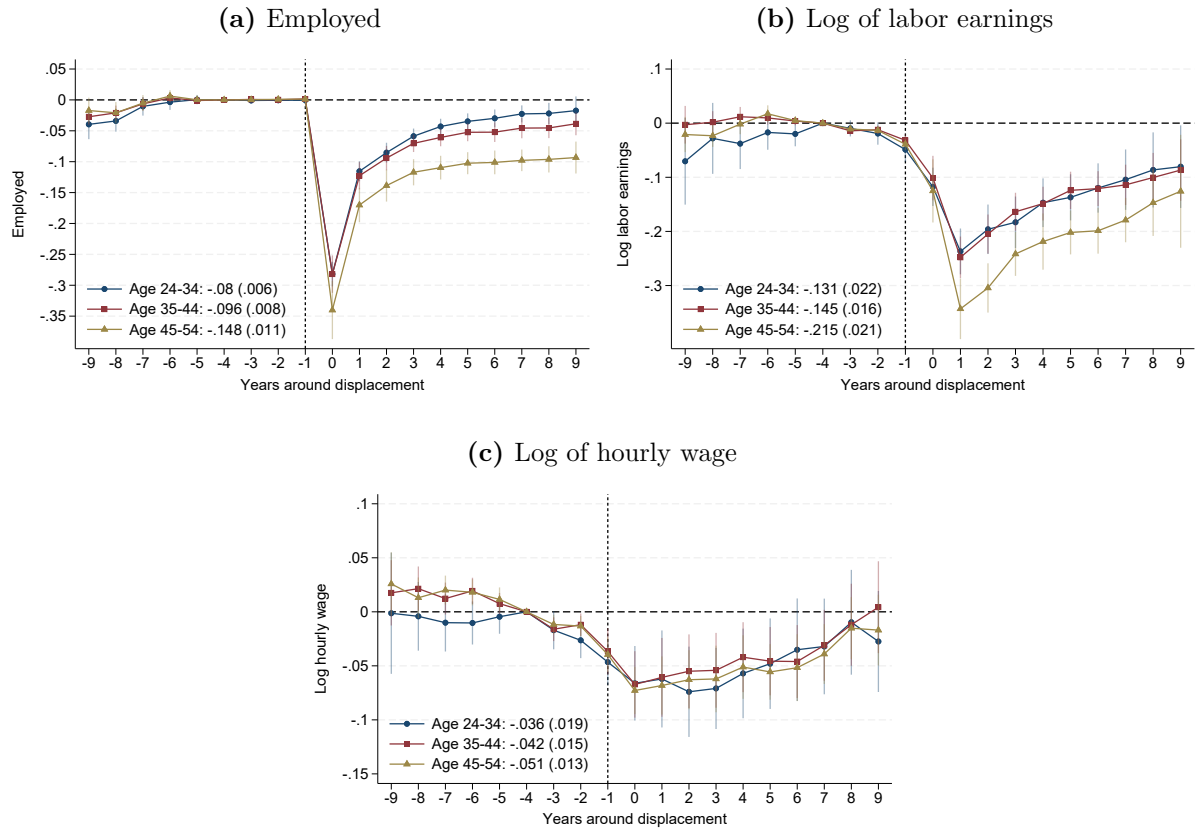 (a) Employed
Employed
.05
0
-.05
-.1
-.15
-.2
-.25
-.3
-.35
Age 24-34: -.08 (.006)
Age 35-44: -.096 (.008)
Age 45-54: -.148 (.011)
-9 -8 -7 -6 -5 -4 -3 -2 -1 0 1 2 3 4 5 6 7 8 9
Years around displacement
(b) Log of labor earnings
Log labor earnings
.1
0
-.1
-.2
-.3
Age 24-34: -.131 (.022)
Age 35-44: -.145 (.016)
Age 45-54: -.215 (.021)
-9 -8 -7 -6 -5 -4 -3 -2 -1 0 1 2 3 4 5 6 7 8 9
Years around displacement
(c) Log of hourly wage
Log hourly wage
.1
.05
0
-.05
-.1
-.15
Age 24-34: -.036 (.019)
Age 35-44: -.042 (.015)
Age 45-54: -.051 (.013)
-9 -8 -7 -6 -5 -4 -3 -2 -1 0 1 2 3 4 5 6 7 8 9
Years around displacement